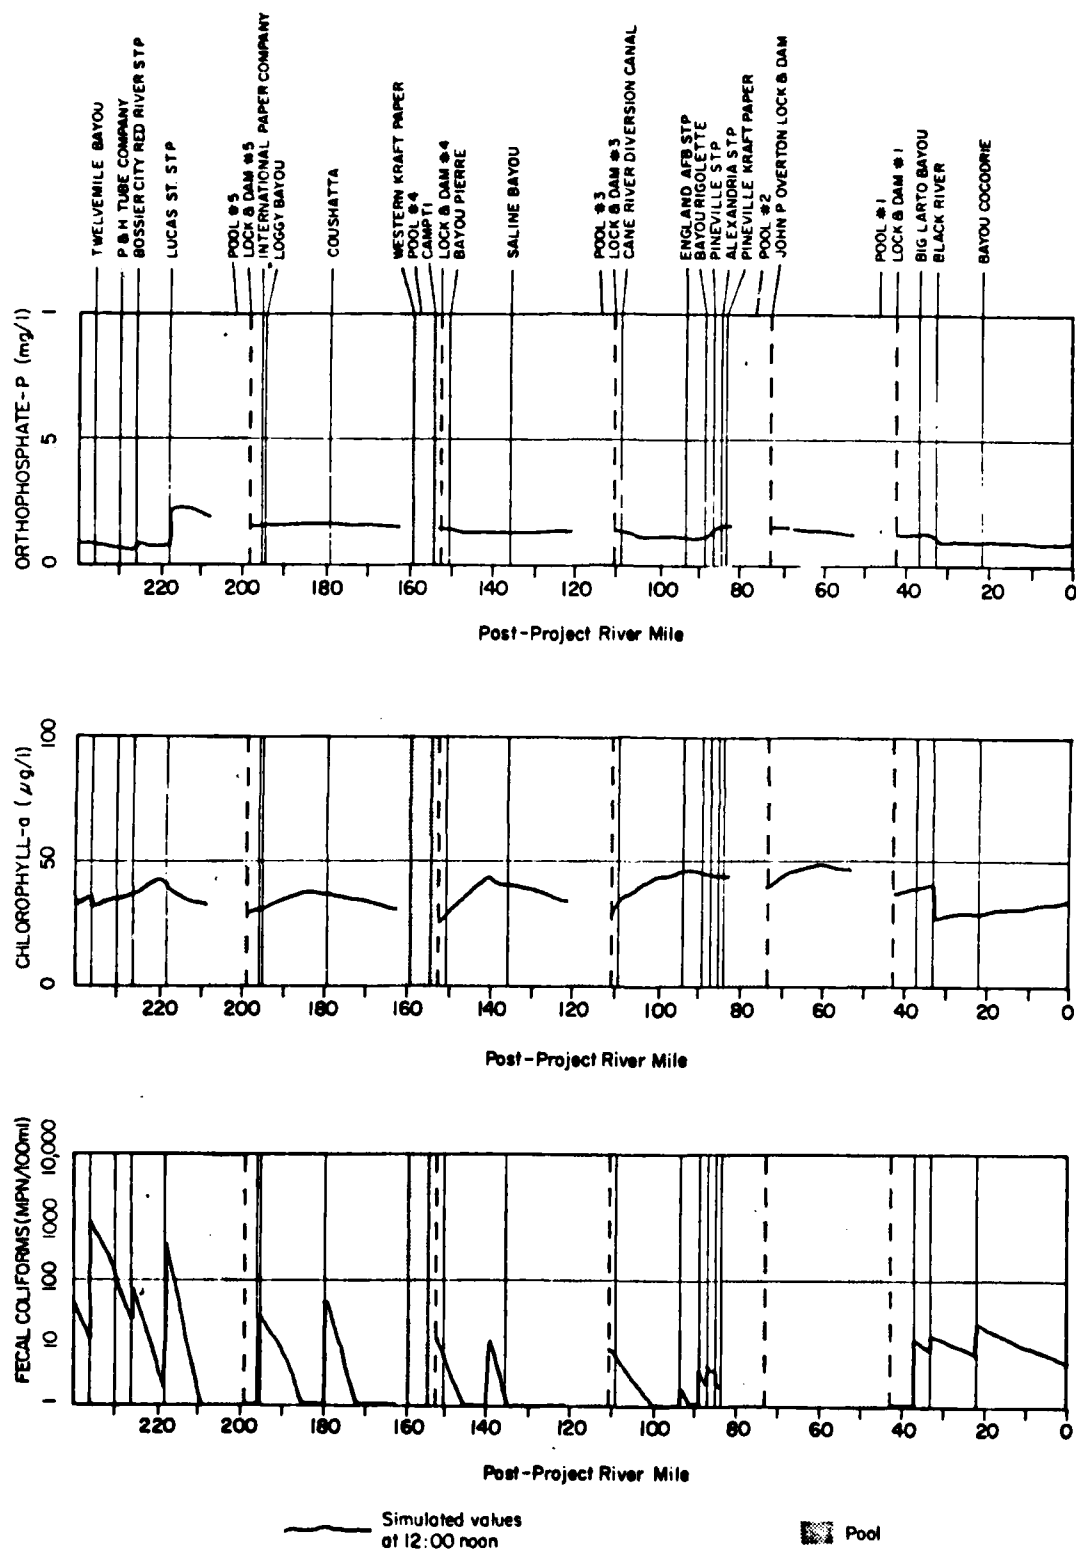 TWELVEMILE BAYOU
P & H TUBE COMPANY
BOSSIER CITY RED RIVER STP
LUCAS ST. STP
POOL #5
LOCK & DAM #5
INTERNATIONAL PAPER COMPANY
LOGGY BAYOU
COUSHATTA
WESTERN KRAFT PAPER
POOL #4
CAMPTI
LOCK & DAM #4
BAYOU PIERRE
SALINE BAYOU
POOL #3
LOCK & DAM #3
CANE RIVER DIVERSION CANAL
ENGLAND AFB STP
BAYOU RIGOLETTE
PINEVILLE STP
ALEXANDRIA STP
PINEVILLE KRAFT PAPER
POOL #2
JOHN P OVERTON LOCK & DAM
POOL #1
LOCK & DAM #1
BIG LARTO BAYOU
BLACK RIVER
BAYOU COCODRIE
ORTHOPHOSPHATE-P (mg/l)
1
5
0
220 200 180 160 140 120 100 80 60 40 20 0
Post-Project River Mile
CHLOROPHYLL-a (µg/l)
100
50
0
220 200 180 160 140 120 100 80 60 40 20 0
Post-Project River Mile
FECAL COLIFORMS (MPN/100ml)
10,000
1000
100
10
1
220 200 180 160 140 120 100 80 60 40 20 0
Post-Project River Mile
Simulated values
at 12:00 noon
Pool